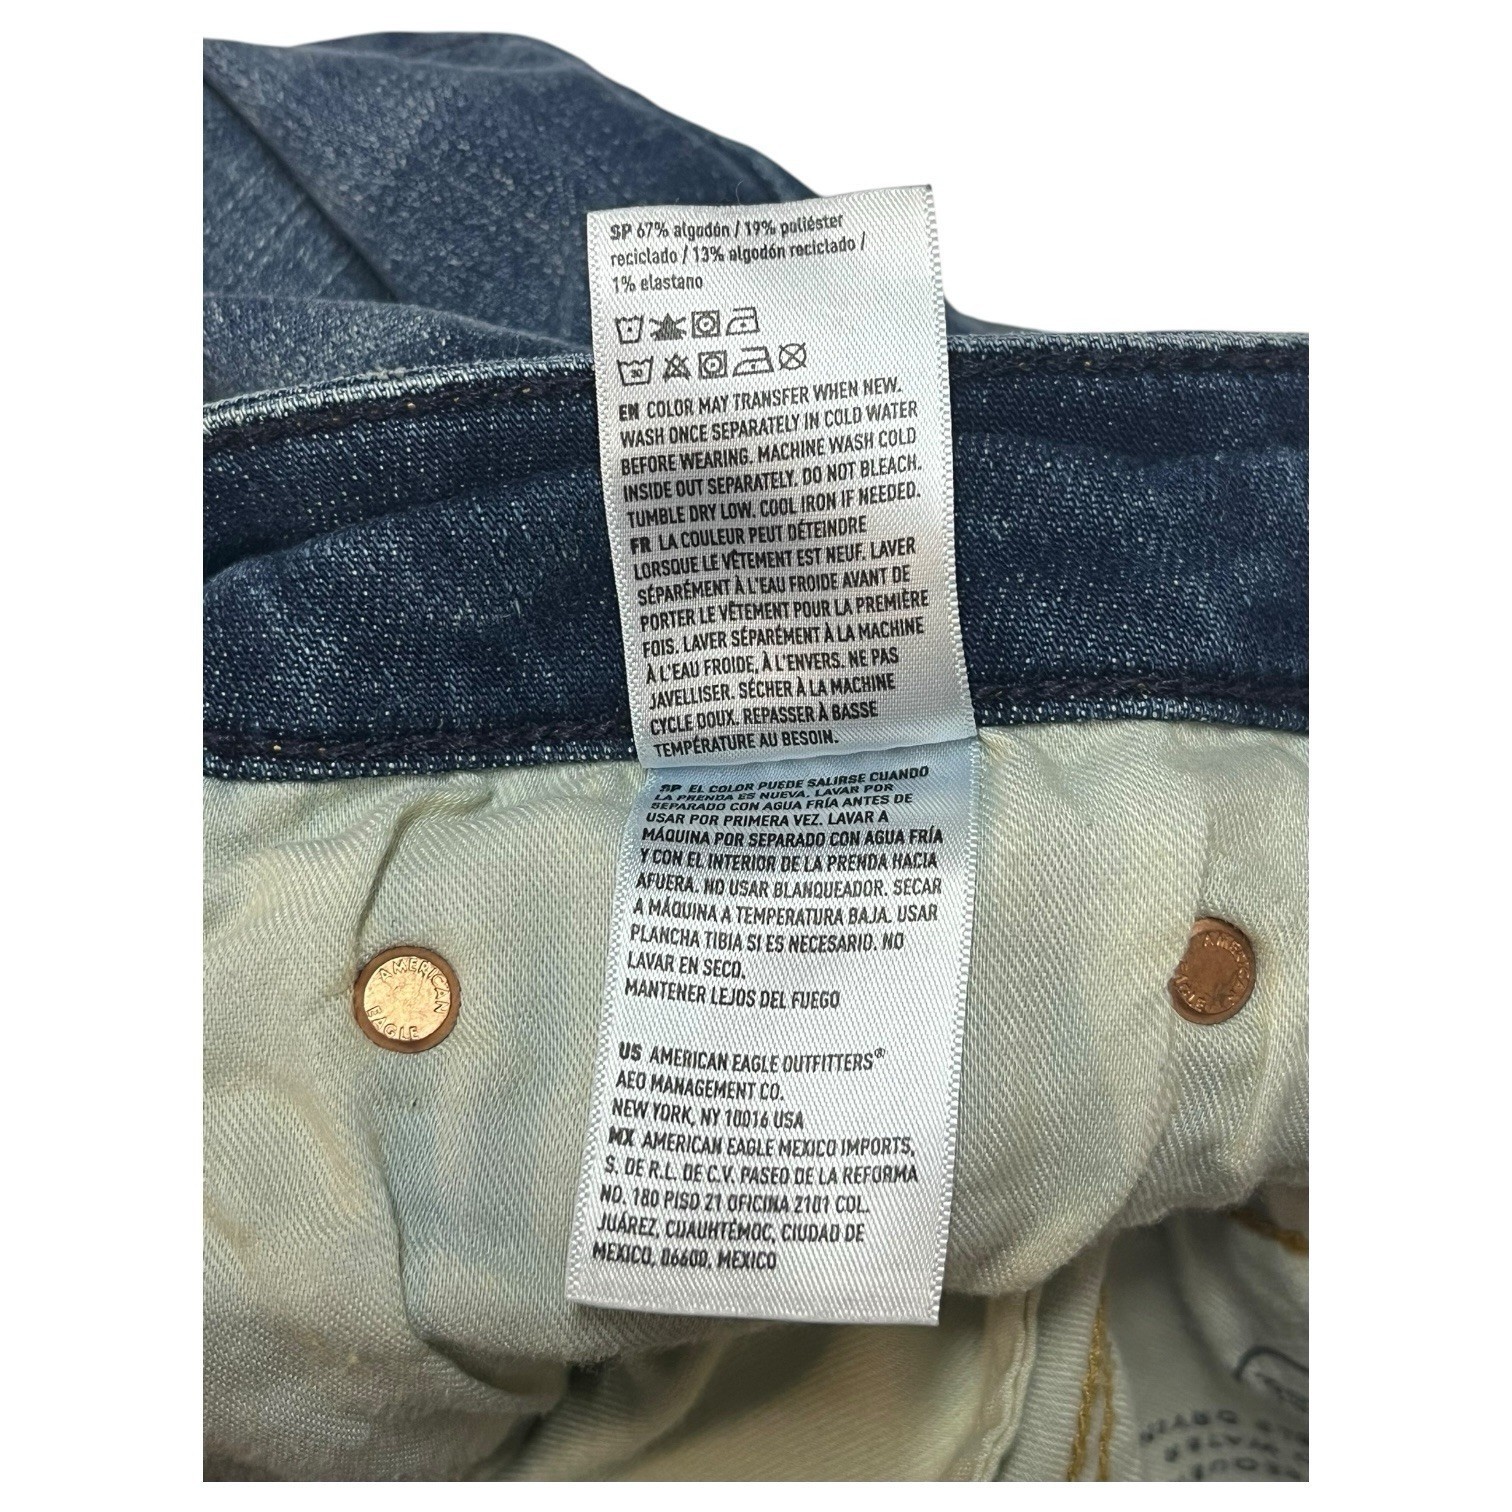 SP 67% algodón / 19% poliéster
reciclado / 13% algodón reciclado /
1% elastano
EN COLOR MAY TRANSFER WHEN NEW.
WASH ONCE SEPARATELY IN COLD WATER
BEFORE WEARING. MACHINE WASH COLD
INSIDE OUT SEPARATELY. DO NOT BLEACH.
TUMBLE DRY LOW. COOL IRON IF NEEDED.
FR LA COULEUR PEUT DÉTEINDRE
LORSQUE LE VÊTEMENT EST NEUF. LAVER
SÉPARÉMENT À L'EAU FROIDE AVANT DE
PORTER LE VÊTEMENT POUR LA PREMIÈRE
FOIS. LAVER SÉPARÉMENT À LA MACHINE
À L'EAU FROIDE, À L'ENVERS. NE PAS
JAVELLISER. SÉCHER À LA MACHINE
CYCLE DOUX. REPASSER À BASSE
TEMPÉRATURE AU BESOIN.
SP EL COLOR PUEDE SALIRSE CUANDO
LA PRENDA ES NUEVA. LAVAR POR
SEPARADO CON AGUA FRÍA ANTES DE
USAR POR PRIMERA VEZ. LAVAR A
MÁQUINA POR SEPARADO CON AGUA FRÍA
Y CON EL INTERIOR DE LA PRENDA HACIA
AFUERA. NO USAR BLANQUEADOR. SECAR
A MÁQUINA A TEMPERATURA BAJA. USAR
PLANCHA TIBIA SI ES NECESARIO. NO
LAVAR EN SECO.
MANTENER LEJOS DEL FUEGO
US AMERICAN EAGLE OUTFITTERS®
AEO MANAGEMENT CO.
NEW YORK, NY 10016 USA
MX AMERICAN EAGLE MEXICO IMPORTS,
S. DE R.L. DE C.V. PASEO DE LA REFORMA
NO. 180 PISO 21 OFICINA 2101 COL.
JUÁREZ, CUAUHTÉMOC, CIUDAD DE
MEXICO, 06600, MEXICO
AMERICAN
EAGLE
AMERICAN
EAGLE